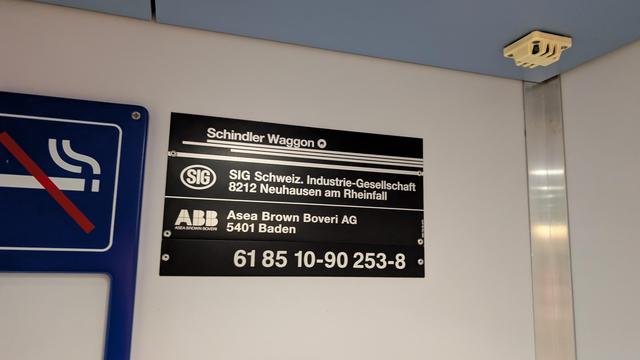 Schindler Waggon
SIG
SIG Schweiz. Industrie-Gesellschaft
8212 Neuhausen am Rheinfall
ABB
ASEA BROWN BOVERI
Asea Brown Boveri AG
5401 Baden
61 85 10-90 253-8